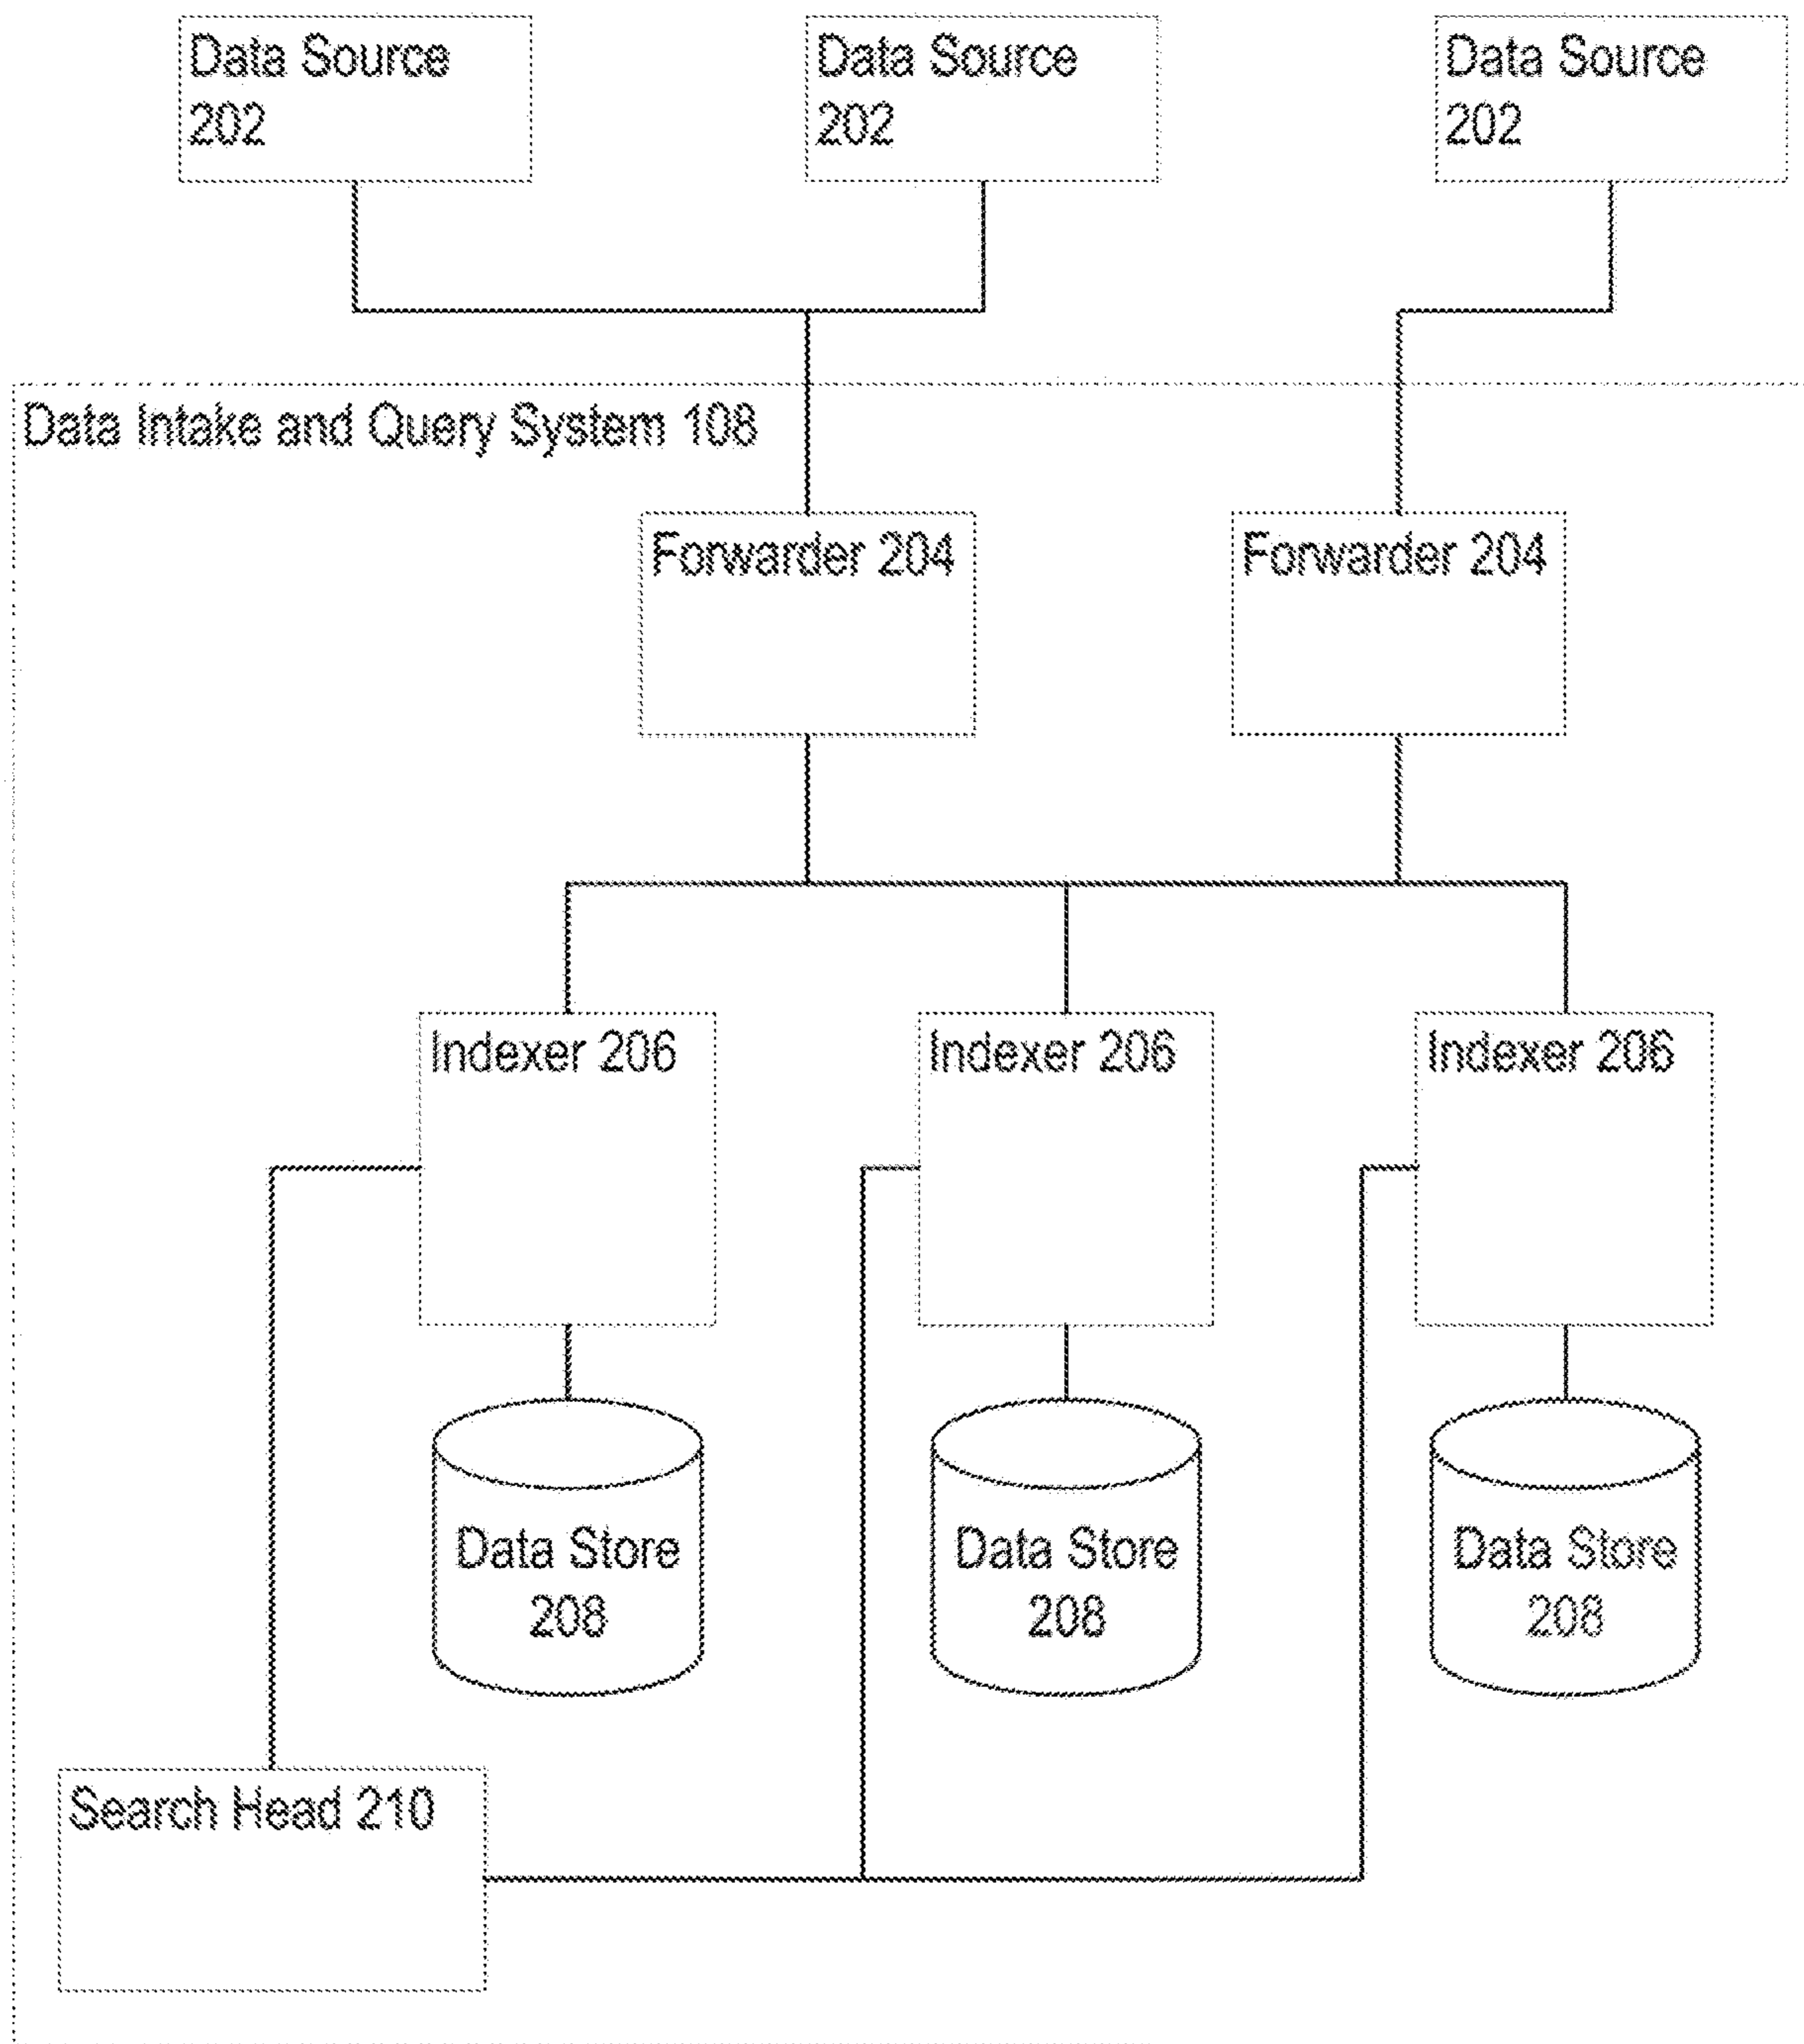 Data Source
202
Data Source
202
Data Source
202
Data Intake and Query System 108
Forwarder 204
Forwarder 204
Indexer 206
Indexer 206
Indexer 206
Data Store
208
Data Store
208
Data Store
208
Search Head 210